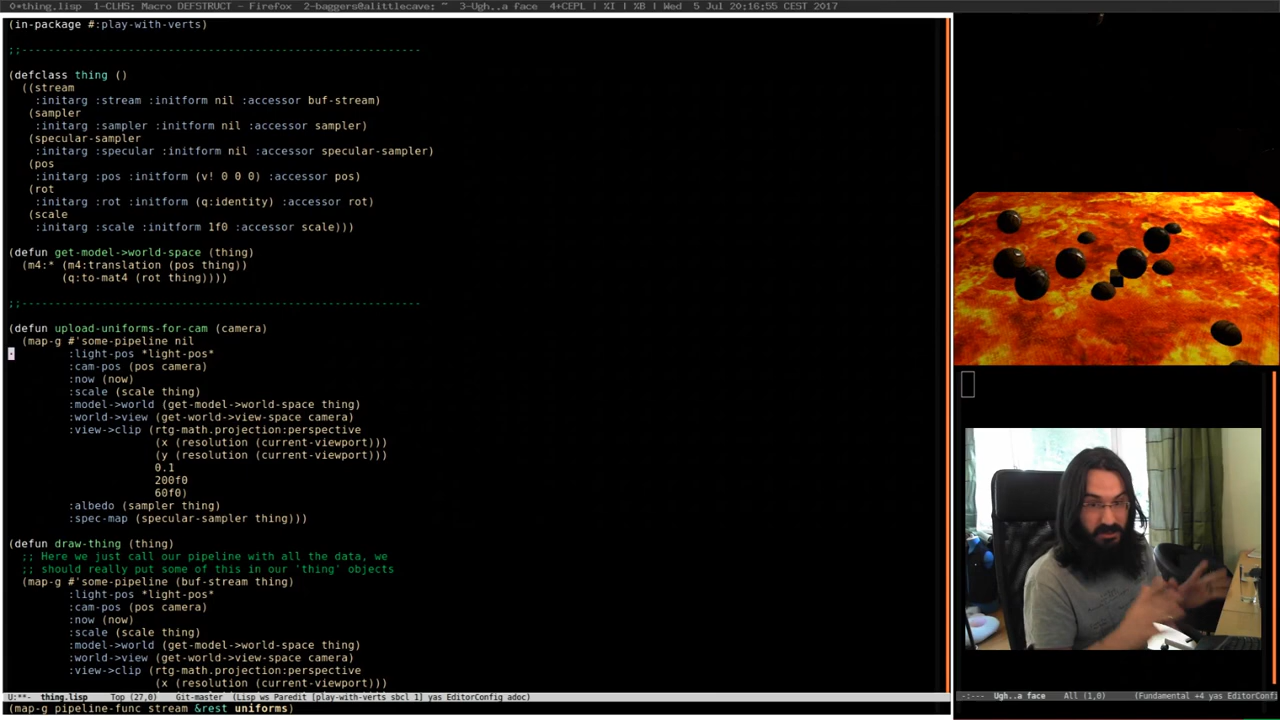 0*thing.lisp  1-CLHS: Macro DEFSTRUCT - Firefox  2-baggers@alittlecave: ~  3-Ugh..a face  4+CEPL | %I | %B | Wed  5 Jul 20:16:55 CEST 2017
(in-package #:play-with-verts)
;;------------------------------------------------------------
(defclass thing ()
  ((stream
    :initarg :stream :initform nil :accessor buf-stream)
   (sampler
    :initarg :sampler :initform nil :accessor sampler)
   (specular-sampler
    :initarg :specular :initform nil :accessor specular-sampler)
   (pos
    :initarg :pos :initform (v! 0 0 0) :accessor pos)
   (rot
    :initarg :rot :initform (q:identity) :accessor rot)
   (scale
    :initarg :scale :initform 1f0 :accessor scale)))
(defun get-model->world-space (thing)
  (m4:* (m4:translation (pos thing))
        (q:to-mat4 (rot thing))))
;;------------------------------------------------------------
(defun upload-uniforms-for-cam (camera)
  (map-g #'some-pipeline nil
         :light-pos *light-pos*
         :cam-pos (pos camera)
         :now (now)
         :scale (scale thing)
         :model->world (get-model->world-space thing)
         :world->view (get-world->view-space camera)
         :view->clip (rtg-math.projection:perspective
                      (x (resolution (current-viewport)))
                      (y (resolution (current-viewport)))
                      0.1
                      200f0
                      60f0)
         :albedo (sampler thing)
         :spec-map (specular-sampler thing)))
(defun draw-thing (thing)
  ;; Here we just call our pipeline with all the data, we
  ;; should really put some of this in our 'thing' objects
  (map-g #'some-pipeline (buf-stream thing)
         :light-pos *light-pos*
         :cam-pos (pos camera)
         :now (now)
         :scale (scale thing)
         :model->world (get-model->world-space thing)
         :world->view (get-world->view-space camera)
         :view->clip (rtg-math.projection:perspective
                      (x (resolution (current-viewport)))
U:**-  thing.lisp     Top (27,0)     Git-master  (Lisp ws Paredit [play-with-verts sbcl 1] yas EditorConfig adoc)
(map-g pipeline-func stream &rest uniforms)
-:---  Ugh..a face    All (1,0)      (Fundamental +4 yas EditorConfi